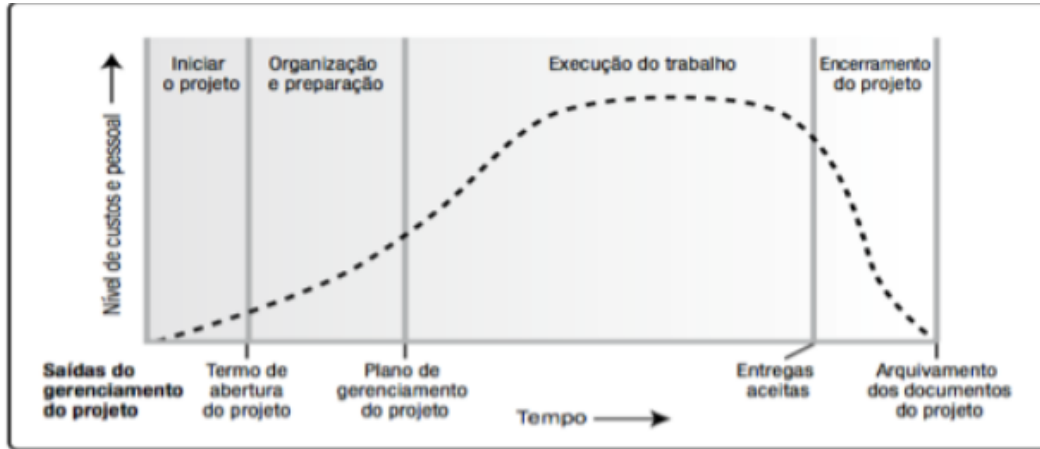 Iniciar
o projeto
Organização
e preparação
Execução do trabalho
Encerramento
do projeto
Nível de custos e pessoal
Saídas do
gerenciamento
do projeto
Termo de
abertura
do projeto
Plano de
gerenciamento
do projeto
Tempo
Entregas
aceitas
Arquivamento
dos documentos
do projeto